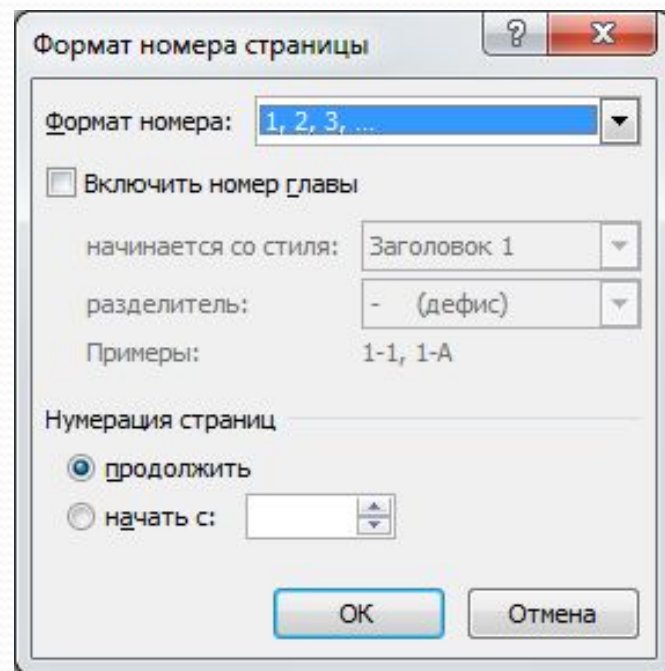 Формат номера страницы
Формат номера: 1, 2, 3, ...
Включить номер главы
начинается со стиля: Заголовок 1
разделитель: - (дефис)
Примеры: 1-1, 1-A
Нумерация страниц
продолжить
начать с:
ОК Отмена